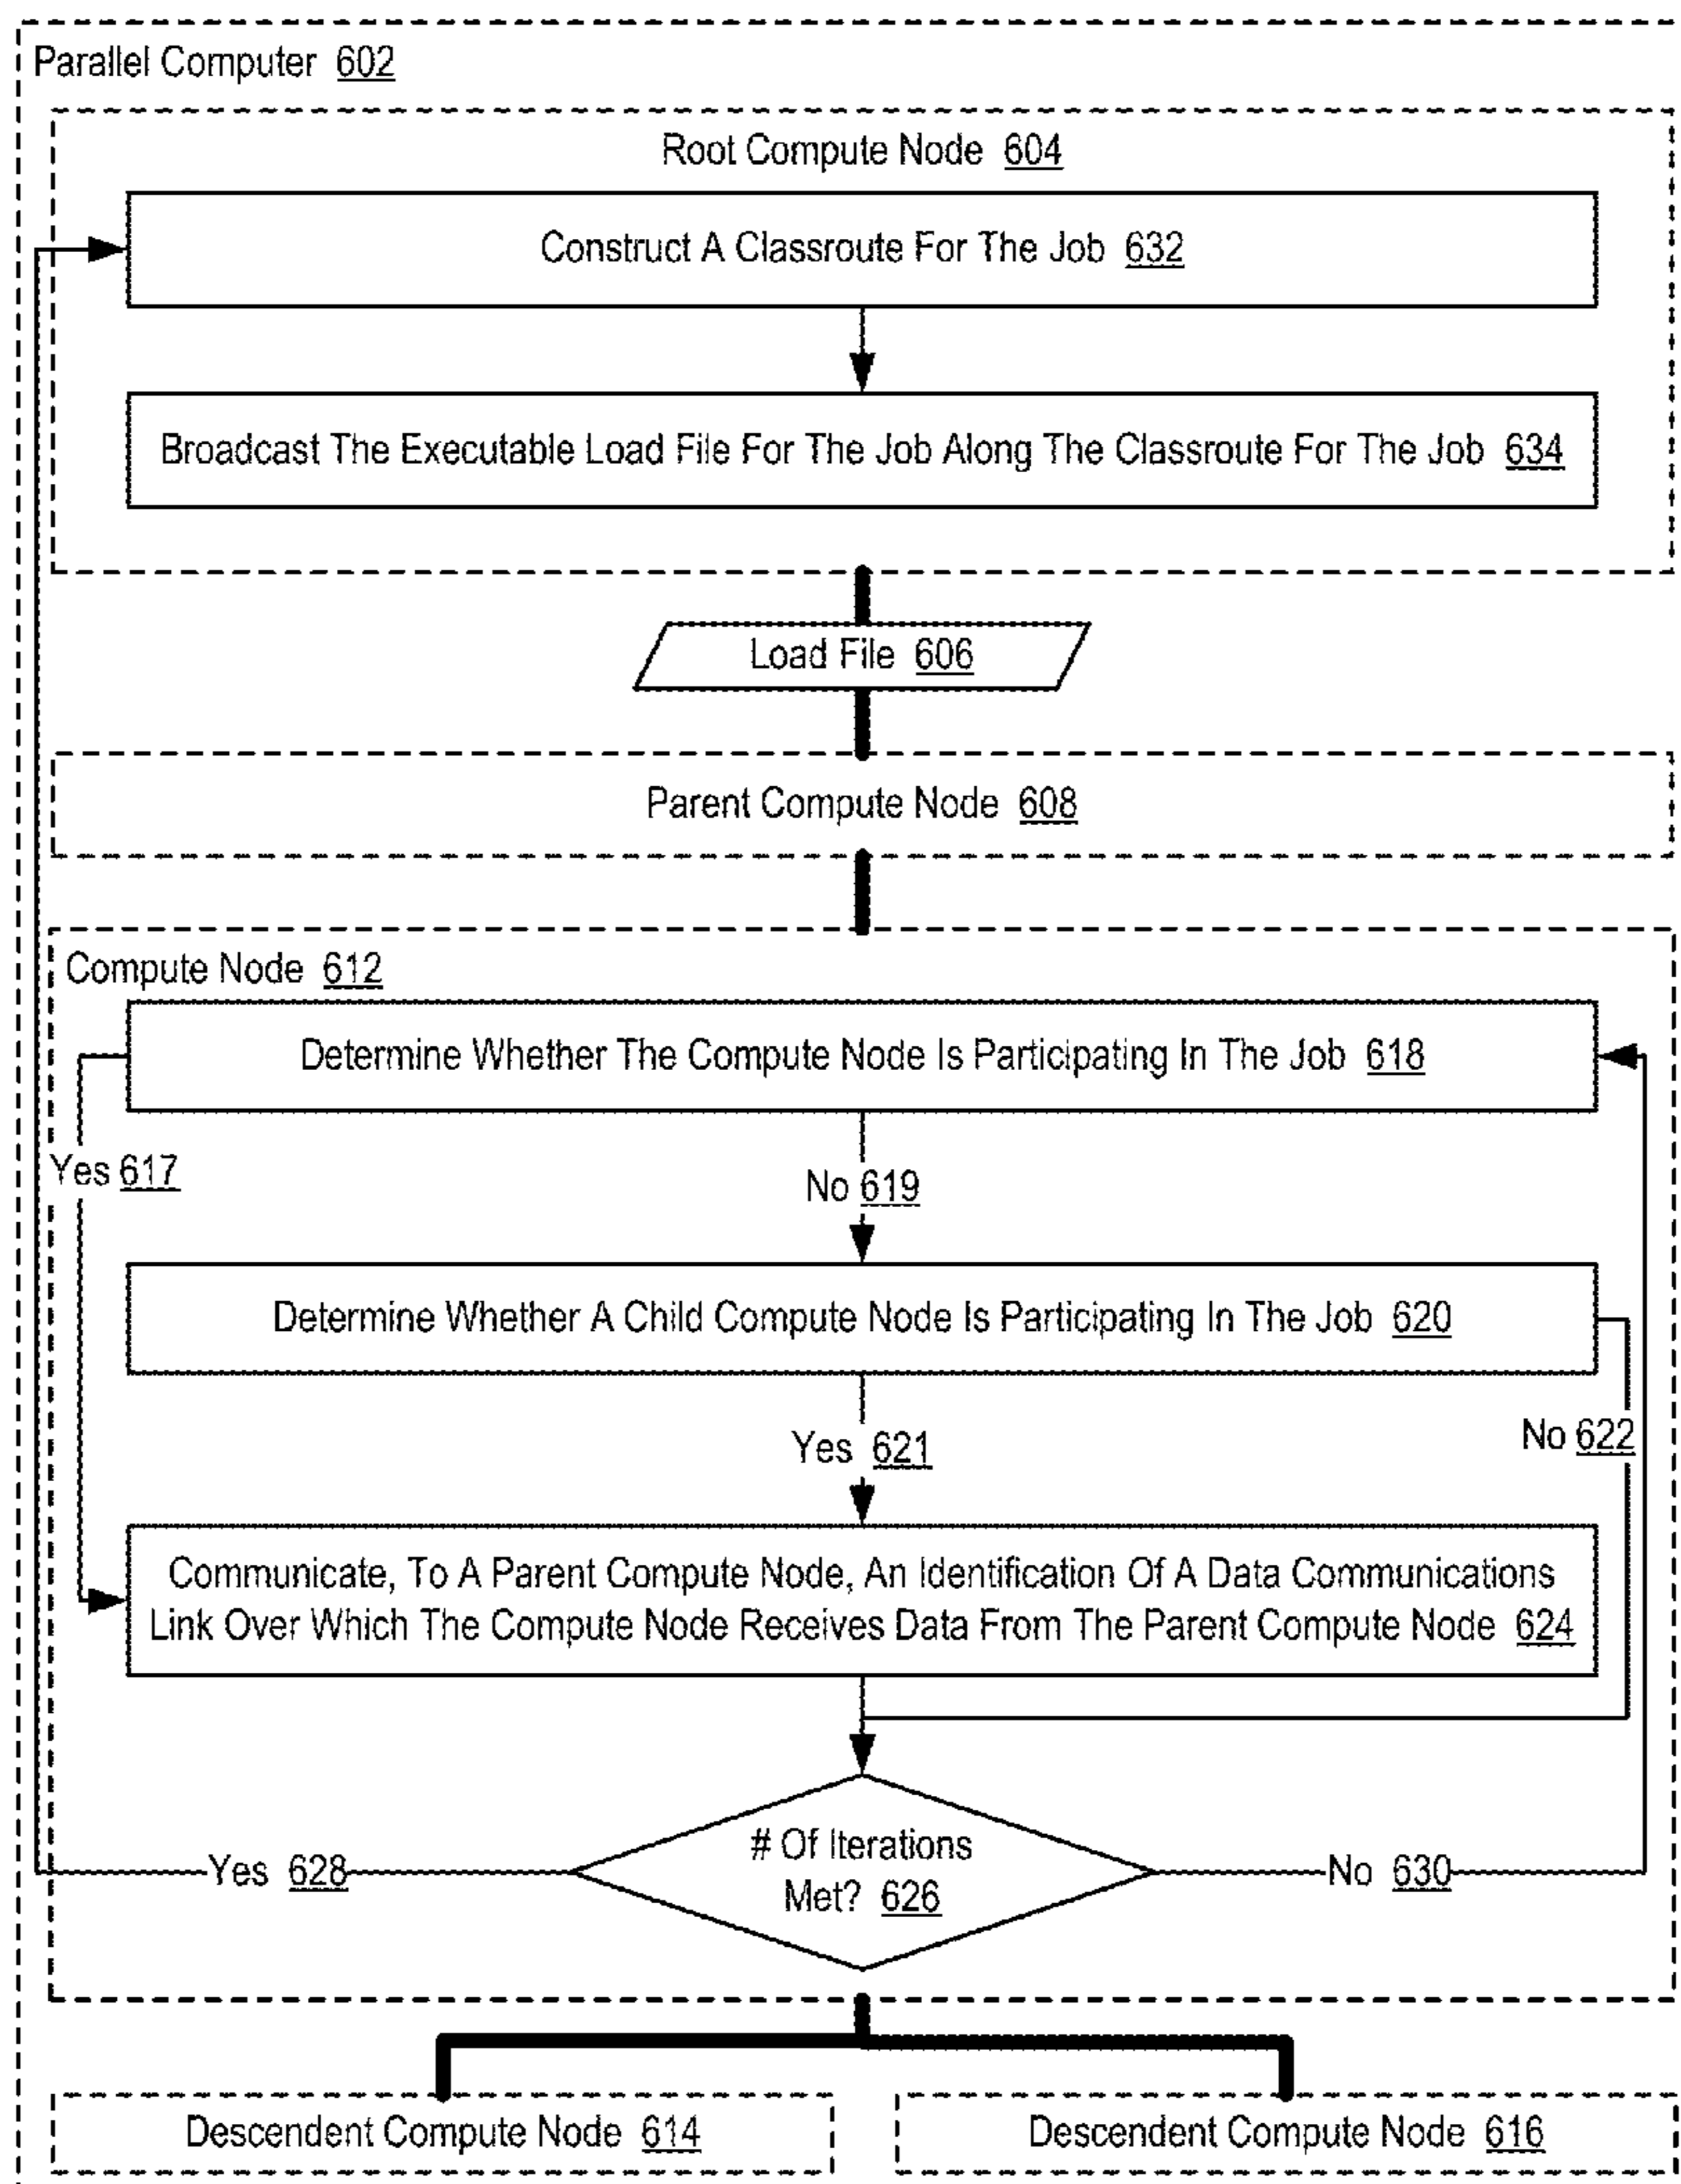 Parallel Computer 602
Root Compute Node 604
Construct A Classroute For The Job 632
Broadcast The Executable Load File For The Job Along The Classroute For The Job 634
Load File 606
Parent Compute Node 608
Compute Node 612
Determine Whether The Compute Node Is Participating In The Job 618
Yes 617
No 619
Determine Whether A Child Compute Node Is Participating In The Job 620
No 622
Yes 621
Communicate, To A Parent Compute Node, An Identification Of A Data Communications
Link Over Which The Compute Node Receives Data From The Parent Compute Node 624
# Of Iterations
Met? 626
Yes 628
No 630
Descendent Compute Node 614
Descendent Compute Node 616